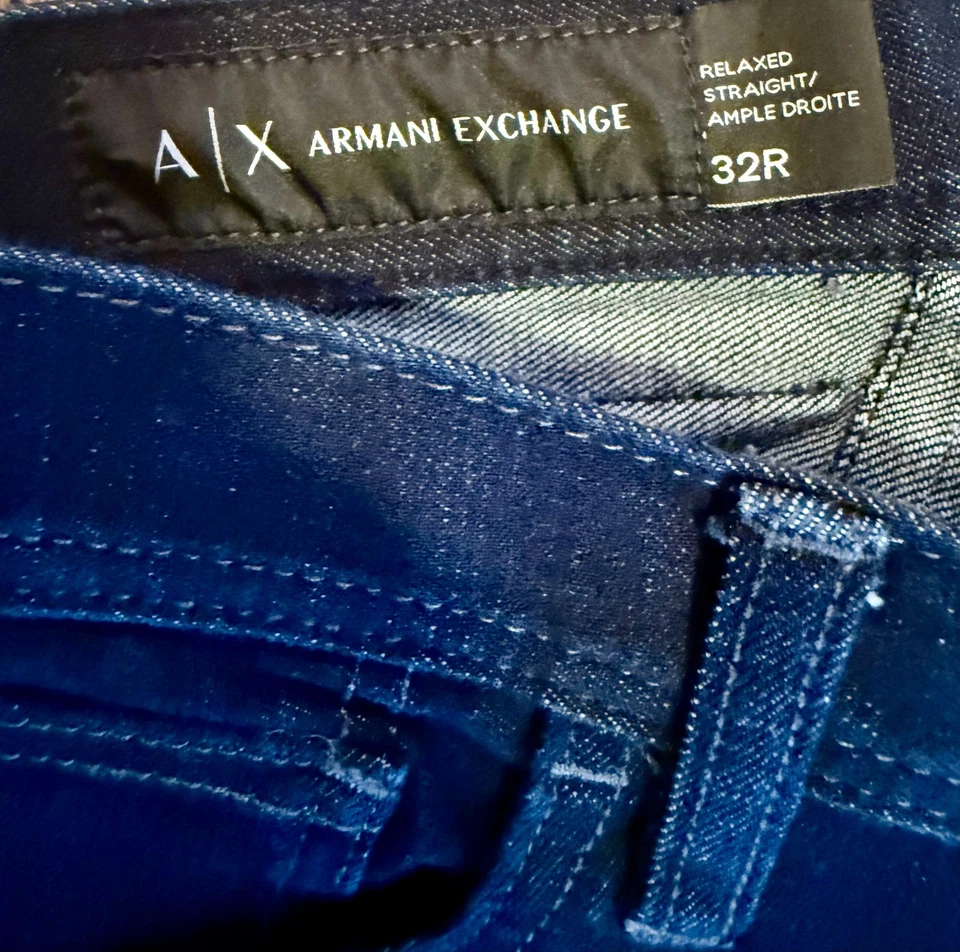 A|X ARMANI EXCHANGE
RELAXED
STRAIGHT/
AMPLE DROITE
32R